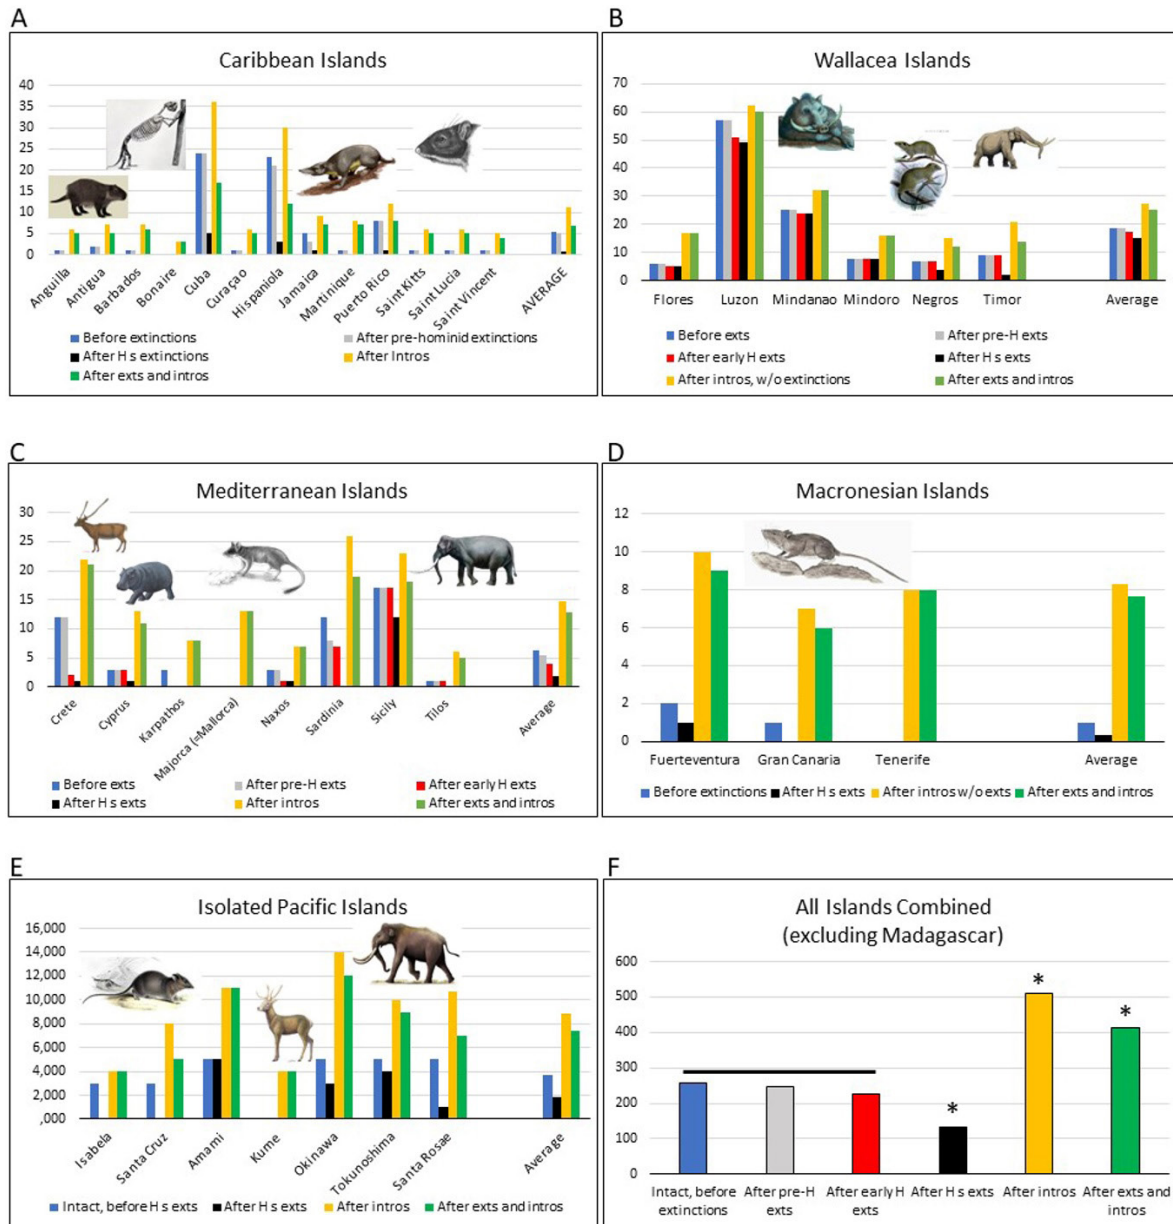 A
Caribbean Islands
40
35
30
25
20
15
10
5
0
Anguilla
Antigua
Barbados
Bonaire
Cuba
Curaçao
Hispaniola
Jamaica
Martinique
Puerto Rico
Saint Kitts
Saint Lucia
Saint Vincent
AVERAGE
Before extinctions
After pre-hominid extinctions
After H s extinctions
After Intros
After exts and intros
B
Wallacea Islands
70
60
50
40
30
20
10
0
Flores Luzon Mindanao Mindoro Negros Timor Average
Before exts
After pre-H exts
After early H exts
After H s exts
After intros, w/o extinctions
After exts and intros
C
Mediterranean Islands
30
25
20
15
10
5
0
Crete
Cyprus
Karpathos
Majorca (=Mallorca)
Naxos
Sardinia
Sicily
Tilos
Average
Before exts
After pre-H exts
After early H exts
After H s exts
After intros
After exts and intros
D
Macronesian Islands
12
10
8
6
4
2
0
Fuerteventura Gran Canaria Tenerife Average
Before extinctions
After H s exts
After intros w/o exts
After exts and intros
E
Isolated Pacific Islands
16,000
14,000
12,000
10,000
8,000
6,000
4,000
2,000
,000
Isabela
Santa Cruz
Amami
Kume
Okinawa
Tokunoshima
Santa Rosae
Average
Intact, before H s exts
After H s exts
After intros
After exts and intros
F
All Islands Combined
(excluding Madagascar)
600
500
400
300
200
100
0
*
*
*
Intact, before
extinctions
After pre-H
exts
After early H
exts
After H s exts
After intros
After exts and
intros